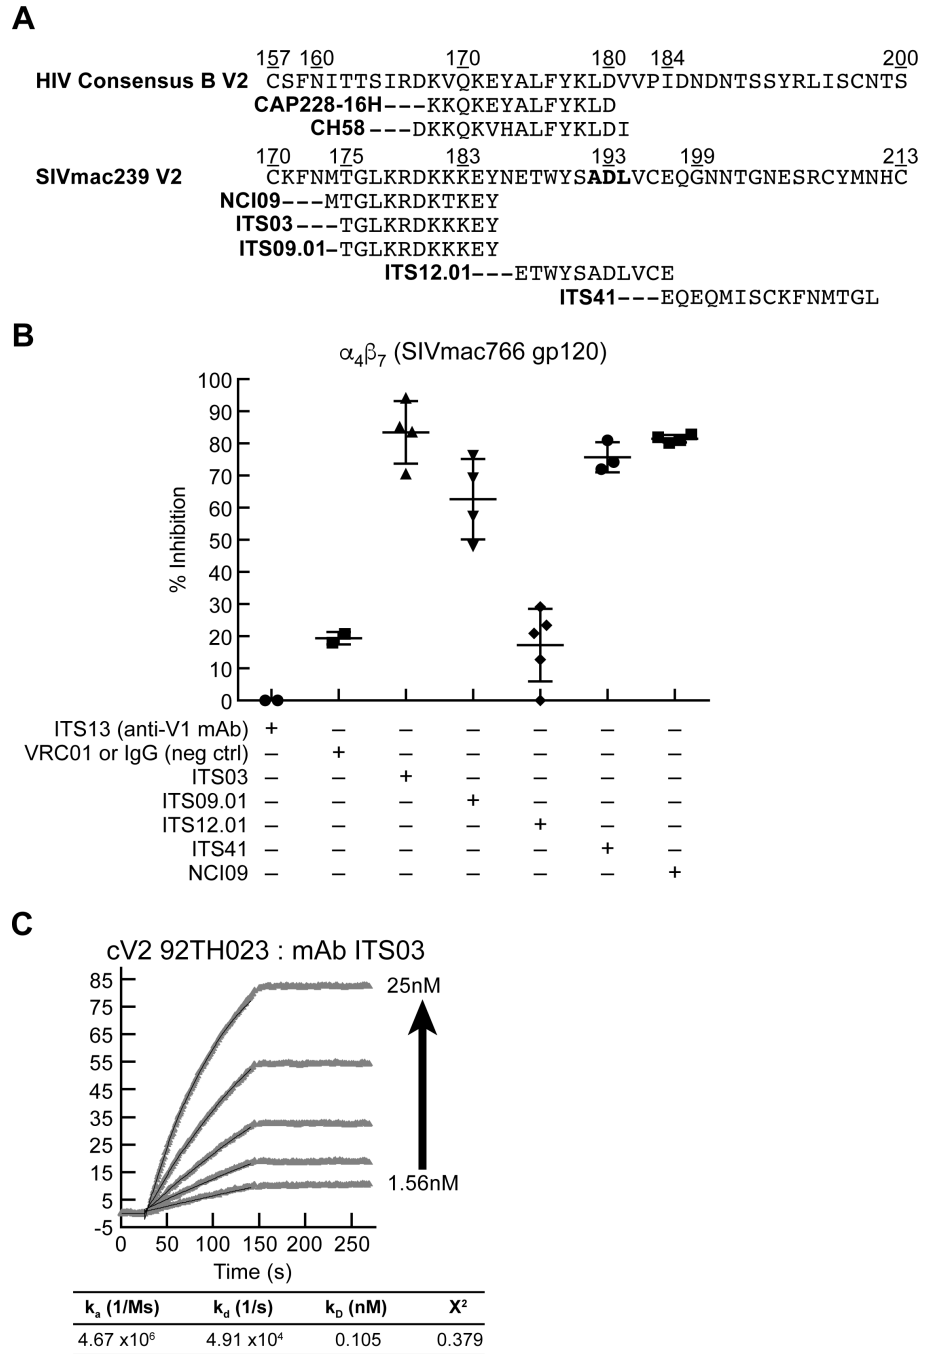 A
157 160 170 180 184 200
HIV Consensus B V2 CSFNITTSIRDKVQKEYALFYKLDVVPIDNDNTSSYRLISCNTS
CAP228-16H---KKQKEYALFYKLD
CH58---DKKQKVHALFYKLDI
170 175 183 193 199 213
SIVmac239 V2 CKFNMTGLKRDKKKEYNETWYSADLVCEQGNNTGNESRCYMNHC
NCI09---MTGLKRDKTKEY
ITS03---TGLKRDKKKEY
ITS09.01-TGLKRDKKKEY
ITS12.01---ETWYSADLVCE
ITS41---EQEQMISCKFNMTGL
B
α4β7 (SIVmac766 gp120)
100
90
80
70
60
50
40
30
20
10
0
% Inhibition
ITS13 (anti-V1 mAb) + – – – – – –
VRC01 or IgG (neg ctrl) – + – – – – –
ITS03 – – + – – – –
ITS09.01 – – – + – – –
ITS12.01 – – – – + – –
ITS41 – – – – – + –
NCI09 – – – – – – +
C
cV2 92TH023 : mAb ITS03
85
75
65
55
45
35
25
15
5
-5
25nM
1.56nM
0 50 100 150 200 250
Time (s)
ka (1/Ms) kd (1/s) kD (nM) X²
4.67 x10⁶ 4.91 x10⁴ 0.105 0.379